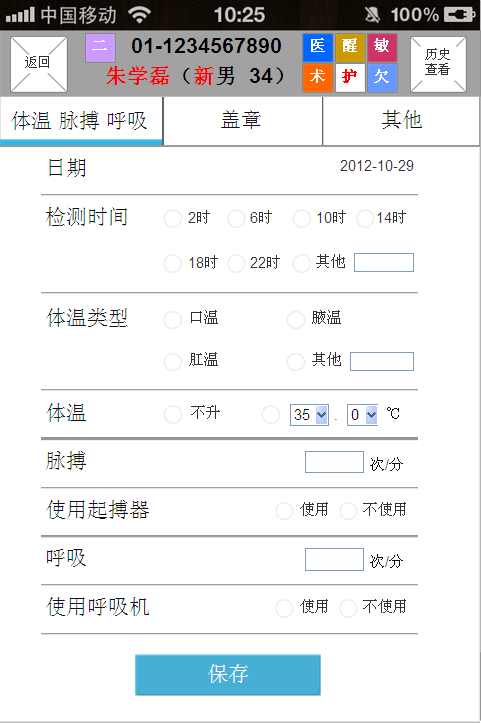 中国移动 10:25 100%
返回 二 01-1234567890 医 醒 敏 历史
朱学磊（新男 34） 术 护 欠 查看
体温 脉搏 呼吸 盖章 其他
日期 2012-10-29
检测时间 2时 6时 10时 14时
18时 22时 其他
体温类型 口温 腋温
肛温 其他
体温 不升 35 . 0 ℃
脉搏 次/分
使用起搏器 使用 不使用
呼吸 次/分
使用呼吸机 使用 不使用
保存